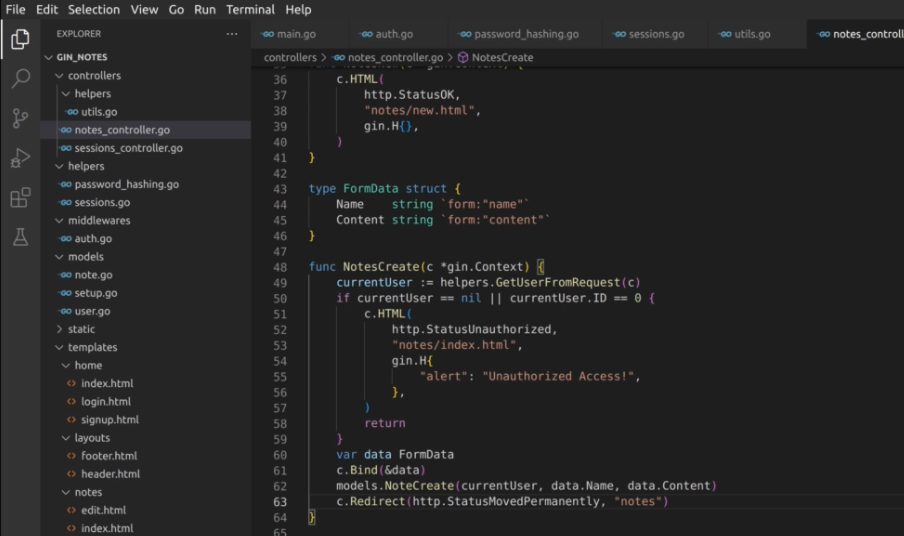 File Edit Selection View Go Run Terminal Help
EXPLORER ...
main.go auth.go password_hashing.go sessions.go utils.go notes_controll
controllers > notes_controller.go > NotesCreate
GIN_NOTES
controllers
helpers
utils.go
notes_controller.go
sessions_controller.go
helpers
password_hashing.go
sessions.go
middlewares
auth.go
models
note.go
setup.go
user.go
static
templates
home
index.html
login.html
signup.html
layouts
footer.html
header.html
notes
edit.html
index.html
36 c.HTML(
37 http.StatusOK,
38 "notes/new.html",
39 gin.H{},
40 )
41 }
42
43 type FormData struct {
44 Name string `form:"name"`
45 Content string `form:"content"`
46 }
47
48 func NotesCreate(c *gin.Context) {
49 currentUser := helpers.GetUserFromRequest(c)
50 if currentUser == nil || currentUser.ID == 0 {
51 c.HTML(
52 http.StatusUnauthorized,
53 "notes/index.html",
54 gin.H{
55 "alert": "Unauthorized Access!",
56 },
57 )
58 return
59 }
60 var data FormData
61 c.Bind(&data)
62 models.NoteCreate(currentUser, data.Name, data.Content)
63 c.Redirect(http.StatusMovedPermanently, "notes")
64 }
65